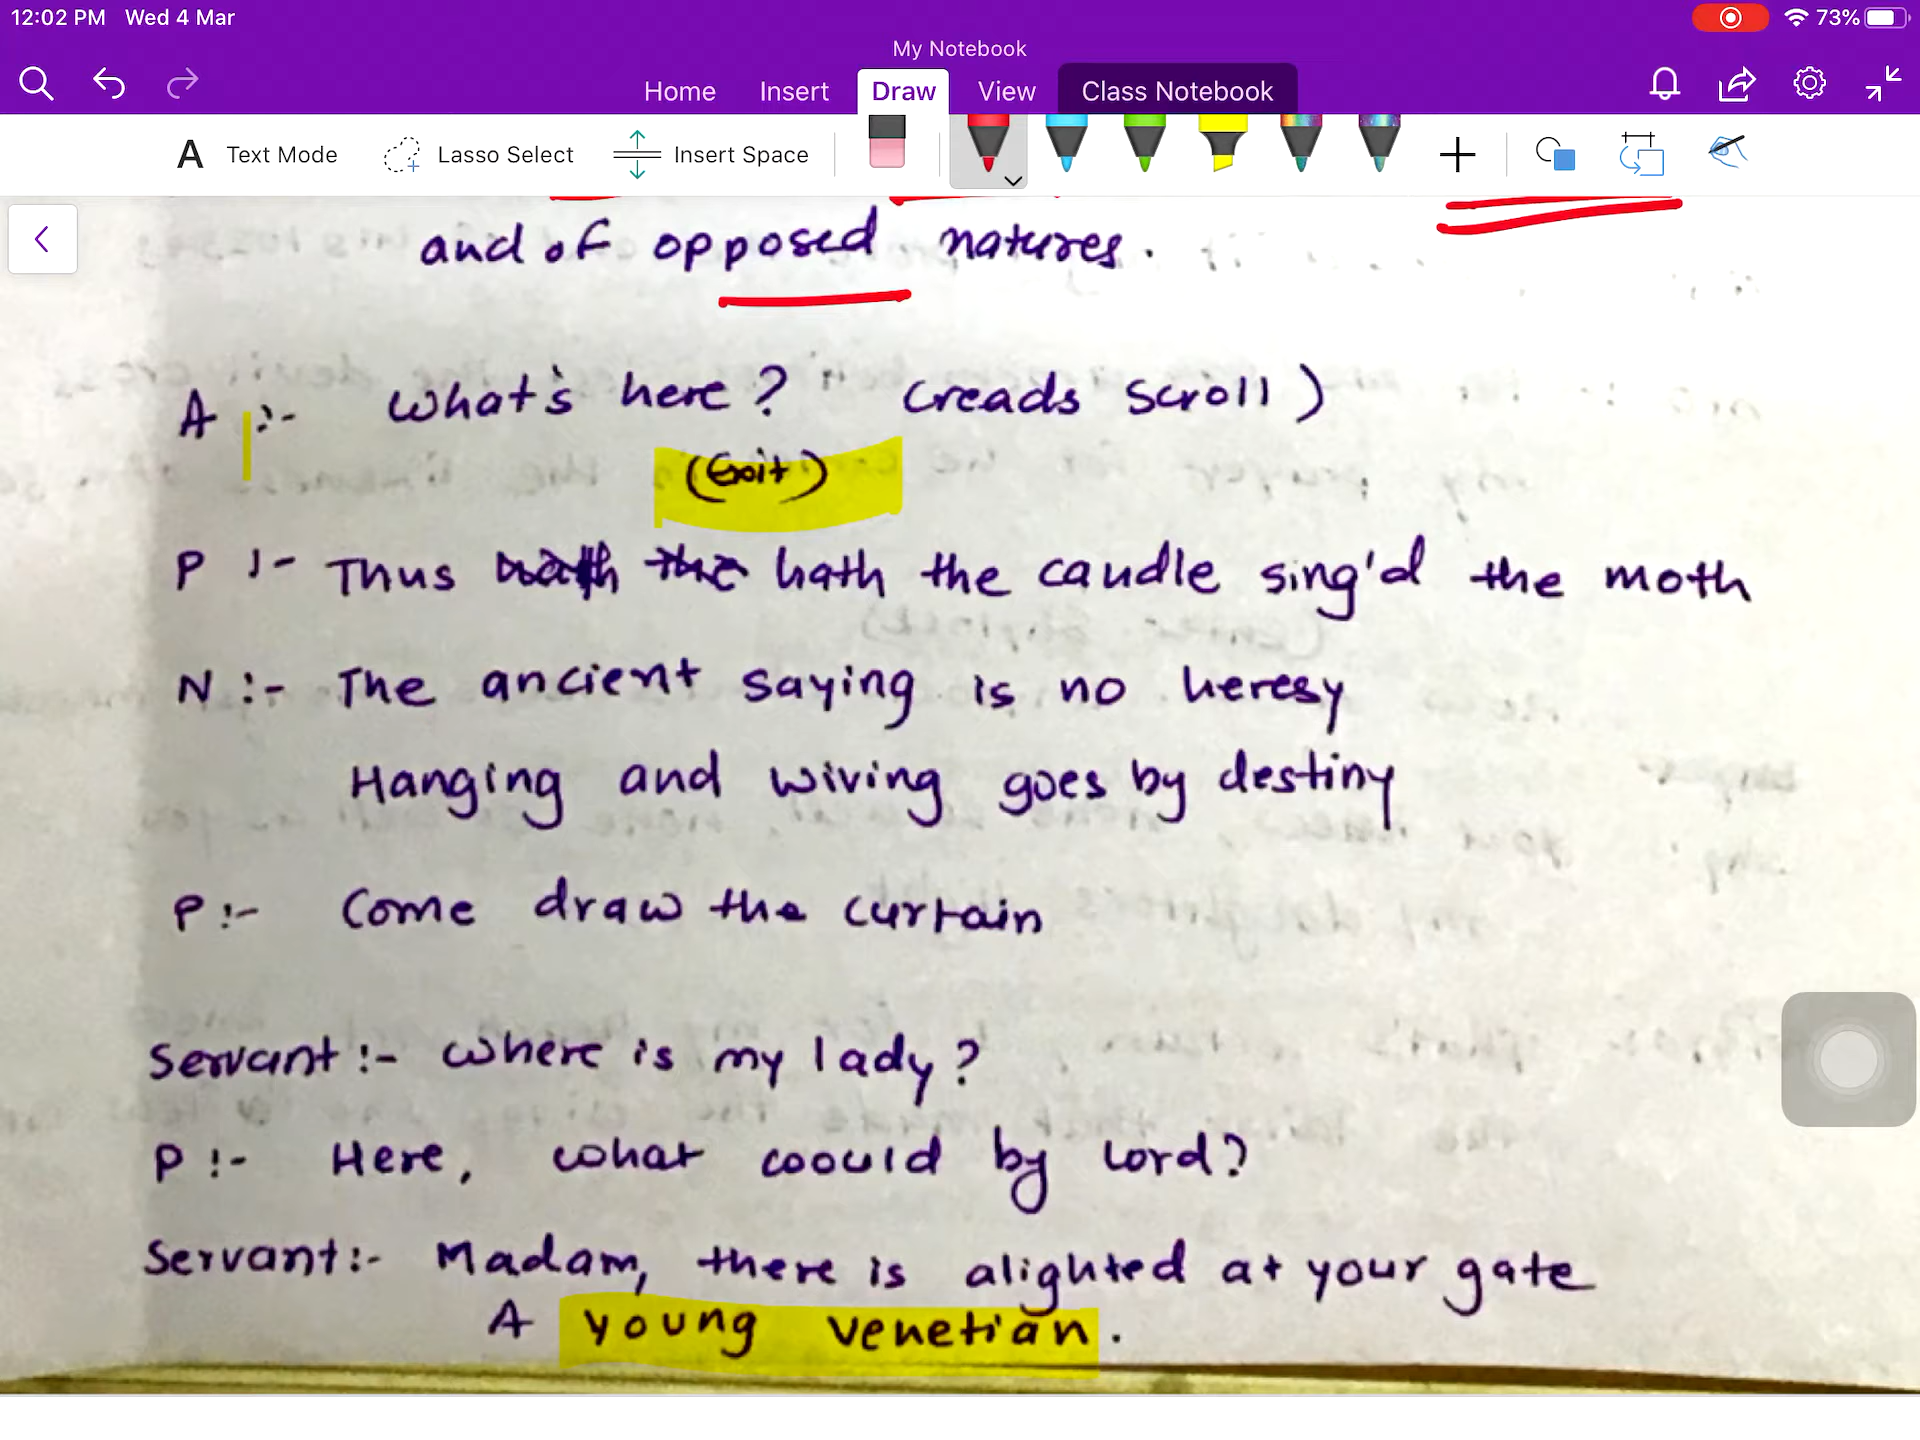 12:02 PM Wed 4 Mar
73%
My Notebook
Home Insert Draw View Class Notebook
A Text Mode Lasso Select Insert Space
and of opposed natures.
A :- What's here? (reads scroll)
(Exit)
P :- Thus hath the hath the candle sing'd the moth
N :- The ancient saying is no heresy
Hanging and wiving goes by destiny
P :- Come draw the curtain
Servant :- Where is my lady?
P :- Here, what would by lord?
Servant :- Madam, there is alighted at your gate
A young venetian.